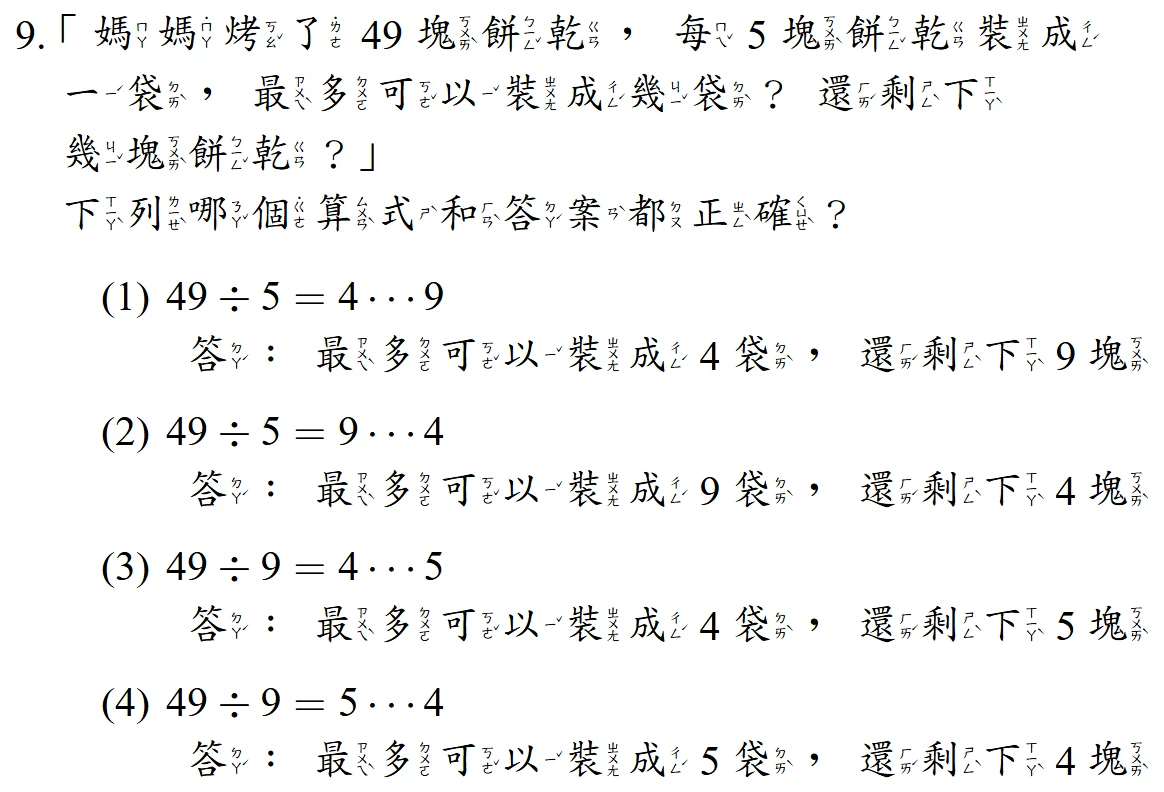 9.「媽媽烤了 49 塊餅乾，每 5 塊餅乾裝成
一袋，最多可以裝成幾袋？還剩下
幾塊餅乾？」
下列哪個算式和答案都正確？
(1) 49 ÷ 5 = 4 ⋯ 9
答：最多可以裝成 4 袋，還剩下 9 塊
(2) 49 ÷ 5 = 9 ⋯ 4
答：最多可以裝成 9 袋，還剩下 4 塊
(3) 49 ÷ 9 = 4 ⋯ 5
答：最多可以裝成 4 袋，還剩下 5 塊
(4) 49 ÷ 9 = 5 ⋯ 4
答：最多可以裝成 5 袋，還剩下 4 塊